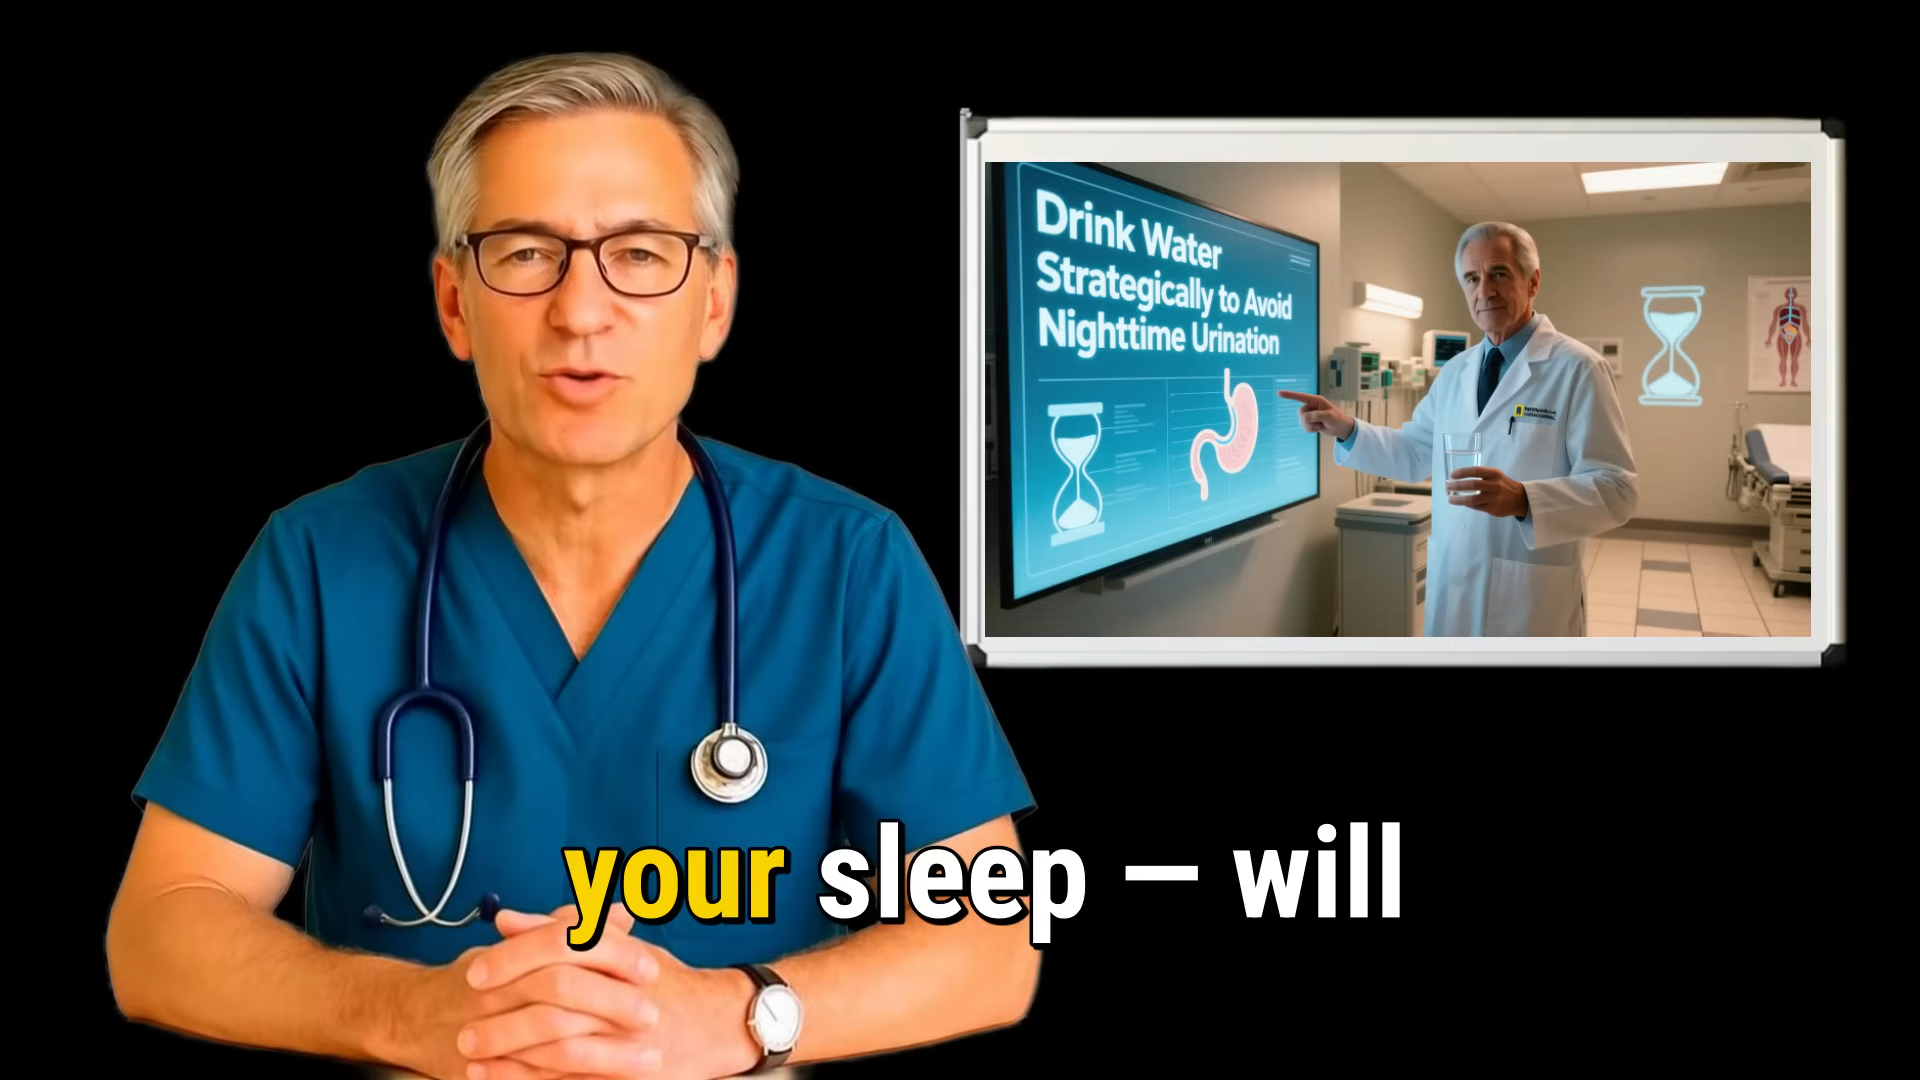 Drink Water
Strategically to Avoid
Nighttime Urination
your sleep — will